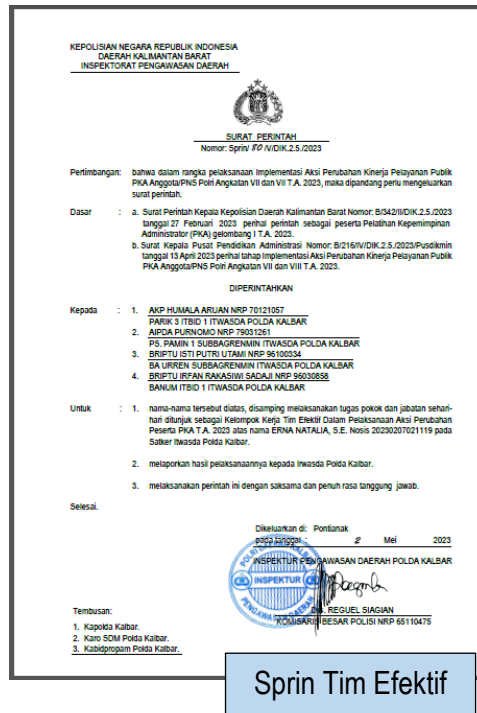 KEPOLISIAN NEGARA REPUBLIK INDONESIA
DAERAH KALIMANTAN BARAT
INSPEKTORAT PENGAWASAN DAERAH
SURAT PERINTAH
Nomor: Sprin/ 80 /V/DIK.2.5./2023
Pertimbangan: bahwa dalam rangka pelaksanaan Implementasi Aksi Perubahan Kinerja Pelayanan Publik
PKA Anggota/PNS Polri Angkatan VII dan VII T.A. 2023, maka dipandang perlu mengeluarkan
surat perintah.
Dasar : a. Surat Perintah Kepala Kepolisian Daerah Kalimantan Barat Nomor: B/342/II/DIK.2.5./2023
tanggal 27 Februari 2023 perihal perintah sebagai peserta Pelatihan Kepemimpinan
Administrator (PKA) gelombang I T.A. 2023.
b. Surat Kepala Pusat Pendidikan Administrasi Nomor: B/216/IV/DIK.2.5./2023/Pusdikmin
tanggal 13 April 2023 perihal tahap Implementasi Aksi Perubahan Kinerja Pelayanan Publik
PKA Anggota/PNS Polri Angkatan VII dan VIII T.A. 2023.
DIPERINTAHKAN
Kepada : 1. AKP HUMALA ARUAN NRP 70121057
PARIK 3 ITBID 1 ITWASDA POLDA KALBAR
2. AIPDA PURNOMO NRP 79031261
PS. PAMIN 1 SUBBAGRENMIN ITWASDA POLDA KALBAR
3. BRIPTU ISTI PUTRI UTAMI NRP 96100334
BA URREN SUBBAGRENMIN ITWASDA POLDA KALBAR
4. BRIPTU IRFAN RAKASIWI SADAJI NRP 96030858
BANUM ITBID 1 ITWASDA POLDA KALBAR
Untuk : 1. nama-nama tersebut diatas, disamping melaksanakan tugas pokok dan jabatan sehari-
hari ditunjuk sebagai Kelompok Kerja Tim Efektif Dalam Pelaksanaan Aksi Perubahan
Peserta PKA T.A. 2023 atas nama ERNA NATALIA, S.E. Nosis 20230207021119 pada
Satker Itwasda Polda Kalbar.
2. melaporkan hasil pelaksanaannya kepada Irwasda Polda Kalbar.
3. melaksanakan perintah ini dengan saksama dan penuh rasa tanggung jawab.
Selesai.
Dikeluarkan di: Pontianak
pada tanggal : 2 Mei 2023
INSPEKTUR PENGAWASAN DAERAH POLDA KALBAR
INSPEKTUR
PENGAWASAN DAERAH
REGUEL SIAGIAN
KOMISARIS BESAR POLISI NRP 65110475
Tembusan:
1. Kapolda Kalbar.
2. Karo SDM Polda Kalbar.
3. Kabidpropam Polda Kalbar.
Sprin Tim Efektif